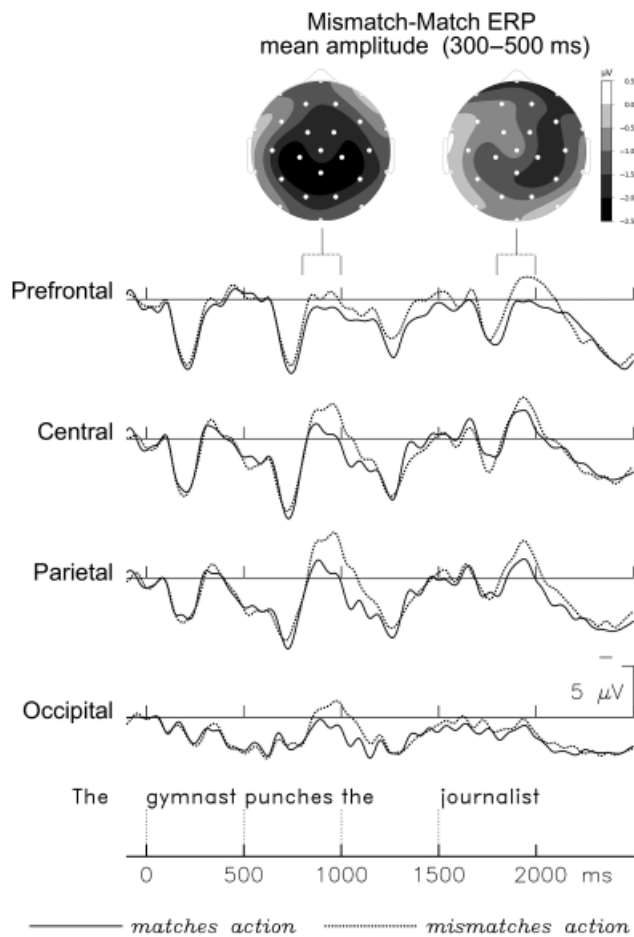 Mismatch-Match ERP
mean amplitude (300–500 ms)
μV
0.5
0.0
-0.5
-1.0
-1.5
-2.0
-2.5
Prefrontal
Central
Parietal
5 μV
Occipital
The gymnast punches the journalist
0 500 1000 1500 2000 ms
matches action mismatches action